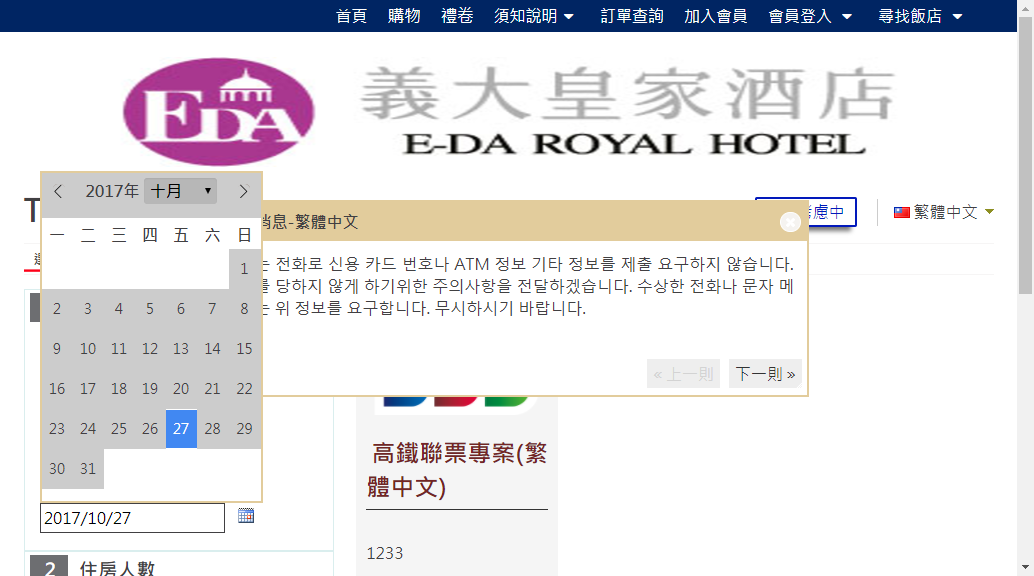 首頁 購物 禮卷 須知說明 訂單查詢 加入會員 會員登入 尋找飯店
EDA 義大皇家酒店
E-DA ROYAL HOTEL
慮中 繁體中文
息-繁體中文
는 전화로 신용 카드 번호나 ATM 정보 기타 정보를 제출 요구하지 않습니다.
를 당하지 않게 하기위한 주의사항을 전달하겠습니다. 수상한 전화나 문자 메
는 위 정보를 요구합니다. 무시하시기 바랍니다.
« 上一則 下一則 »
2017年 十月
一 二 三 四 五 六 日
1
2 3 4 5 6 7 8
9 10 11 12 13 14 15
16 17 18 19 20 21 22
23 24 25 26 27 28 29
30 31
2017/10/27
2 住房人數
高鐵聯票專案(繁
體中文)
1233